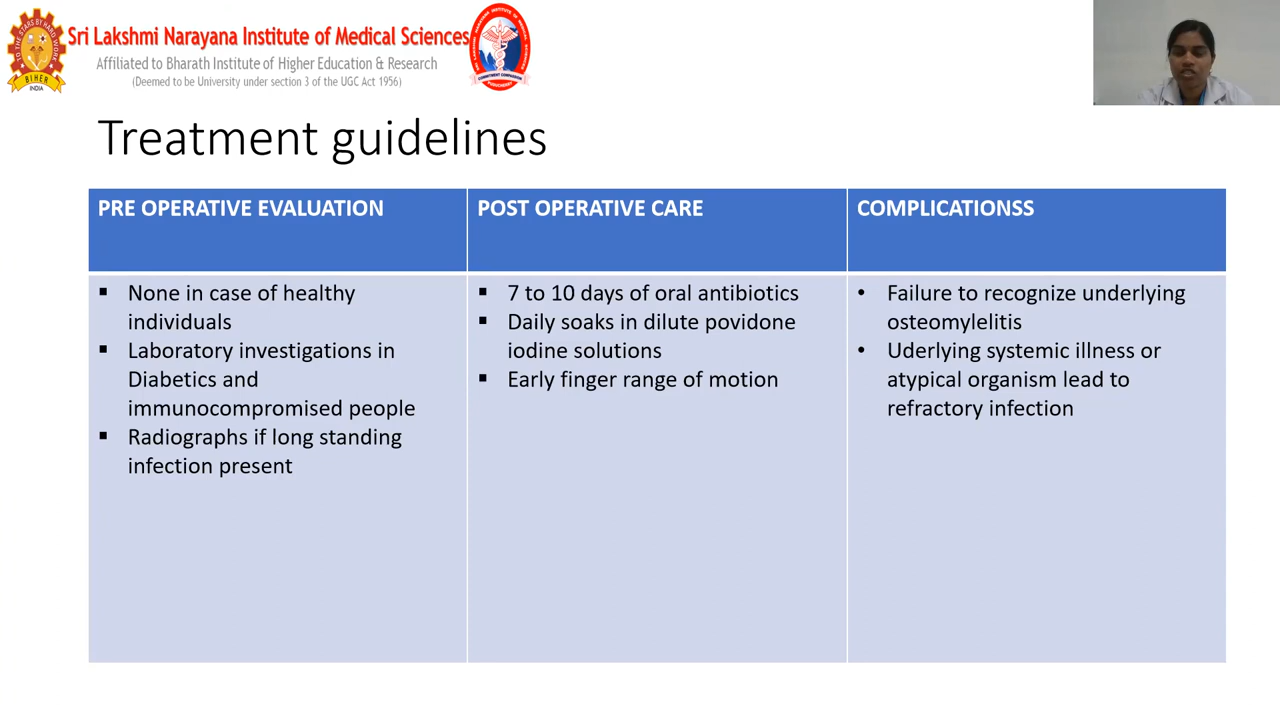 Sri Lakshmi Narayana Institute of Medical Sciences
Affiliated to Bharath Institute of Higher Education & Research
(Deemed to be University under section 3 of the UGC Act 1956)
BIHER
INDIA
Treatment guidelines
PRE OPERATIVE EVALUATION
▪ None in case of healthy
individuals
▪ Laboratory investigations in
Diabetics and
immunocompromised people
▪ Radiographs if long standing
infection present
POST OPERATIVE CARE
▪ 7 to 10 days of oral antibiotics
▪ Daily soaks in dilute povidone
iodine solutions
▪ Early finger range of motion
COMPLICATIONSS
• Failure to recognize underlying
osteomylelitis
• Uderlying systemic illness or
atypical organism lead to
refractory infection